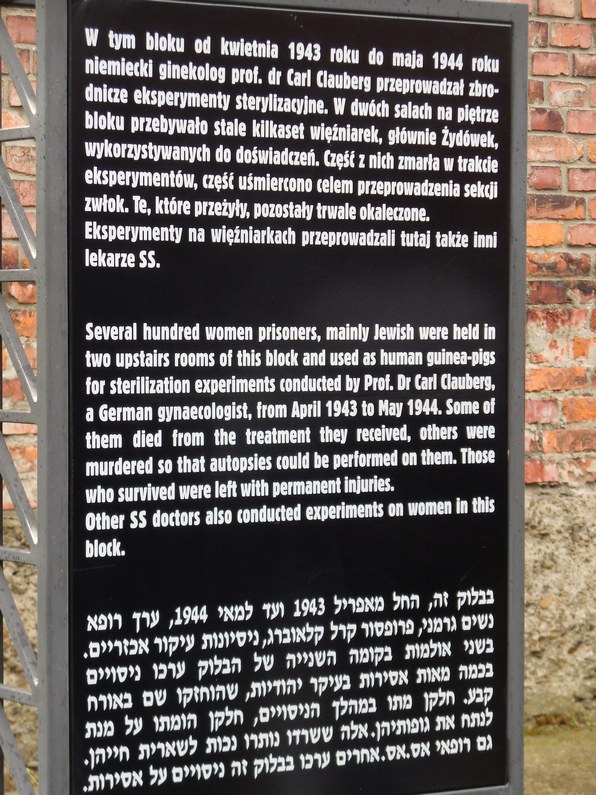 W tym bloku od kwietnia 1943 roku do maja 1944 roku
niemiecki ginekolog prof. dr Carl Clauberg przeprowadzał zbro-
dnicze eksperymenty sterylizacyjne. W dwóch salach na piętrze
bloku przebywało stale kilkaset więźniarek, głównie Żydówek,
wykorzystywanych do doświadczeń. Część z nich zmarła w trakcie
eksperymentów, część uśmiercono celem przeprowadzenia sekcji
zwłok. Te, które przeżyły, pozostały trwale okaleczone.
Eksperymenty na więźniarkach przeprowadzali tutaj także inni
lekarze SS.
Several hundred women prisoners, mainly Jewish were held in
two upstairs rooms of this block and used as human guinea-pigs
for sterilization experiments conducted by Prof. Dr Carl Clauberg,
a German gynaecologist, from April 1943 to May 1944. Some of
them died from the treatment they received, others were
murdered so that autopsies could be performed on them. Those
who survived were left with permanent injuries.
Other SS doctors also conducted experiments on women in this
block.
בבלוק זה, החל מאפריל 1943 ועד למאי 1944, ערך רופא
נשים גרמני, פרופסור קרל קלאוברג, ניסיונות עיקור אכזריים.
בשני אולמות בקומה השנייה של הבלוק ערכו ניסויים
בכמה מאות אסירות בעיקר יהודיות, שהוחזקו שם באורח
קבע. חלקן מתו במהלך הניסויים, חלקן הומתו על מנת
לנתח את גופותיהן. אלה ששרדו נותרו נכות לשארית חייהן.
גם רופאי אס.אס. אחרים ערכו בבלוק זה ניסויים על אסירות.